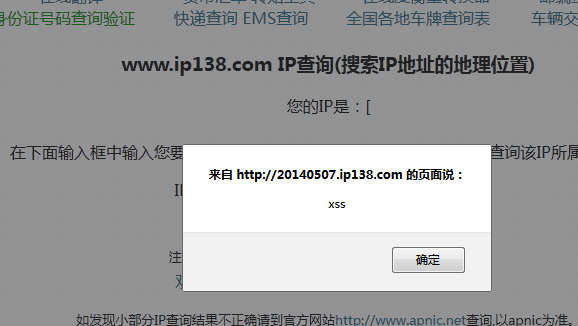 身份证号码查询验证 快递查询 EMS查询 全国各地车牌查询表 车辆交
www.ip138.com IP查询(搜索IP地址的地理位置)
您的IP是：[
在下面输入框中输入您要 查询该IP所属
来自 http://20140507.ip138.com 的页面说：
xss
确定
注
如发现小部分IP查询结果不正确请到官方网站http://www.apnic.net查询,以apnic为准。